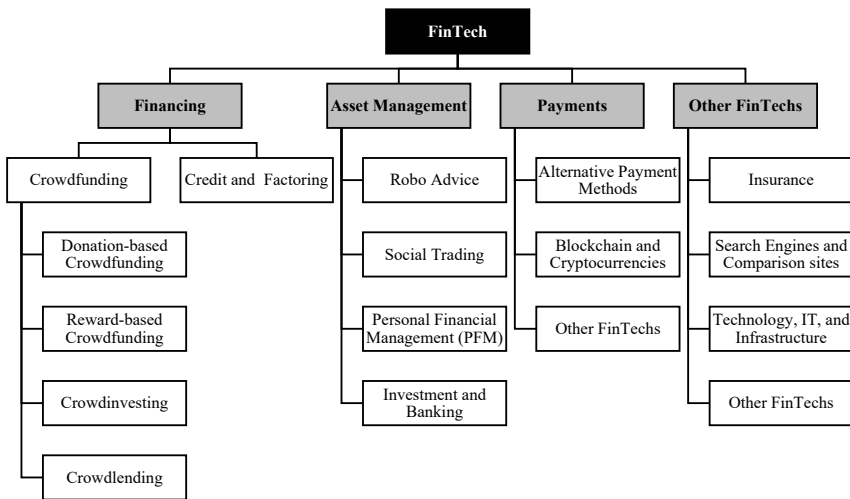 FinTech
Financing
Asset Management
Payments
Other FinTechs
Crowdfunding
Credit and Factoring
Robo Advice
Alternative Payment
Methods
Insurance
Donation-based
Crowdfunding
Social Trading
Blockchain and
Cryptocurrencies
Search Engines and
Comparison sites
Reward-based
Crowdfunding
Personal Financial
Management (PFM)
Other FinTechs
Technology, IT, and
Infrastructure
Crowdinvesting
Investment and
Banking
Other FinTechs
Crowdlending